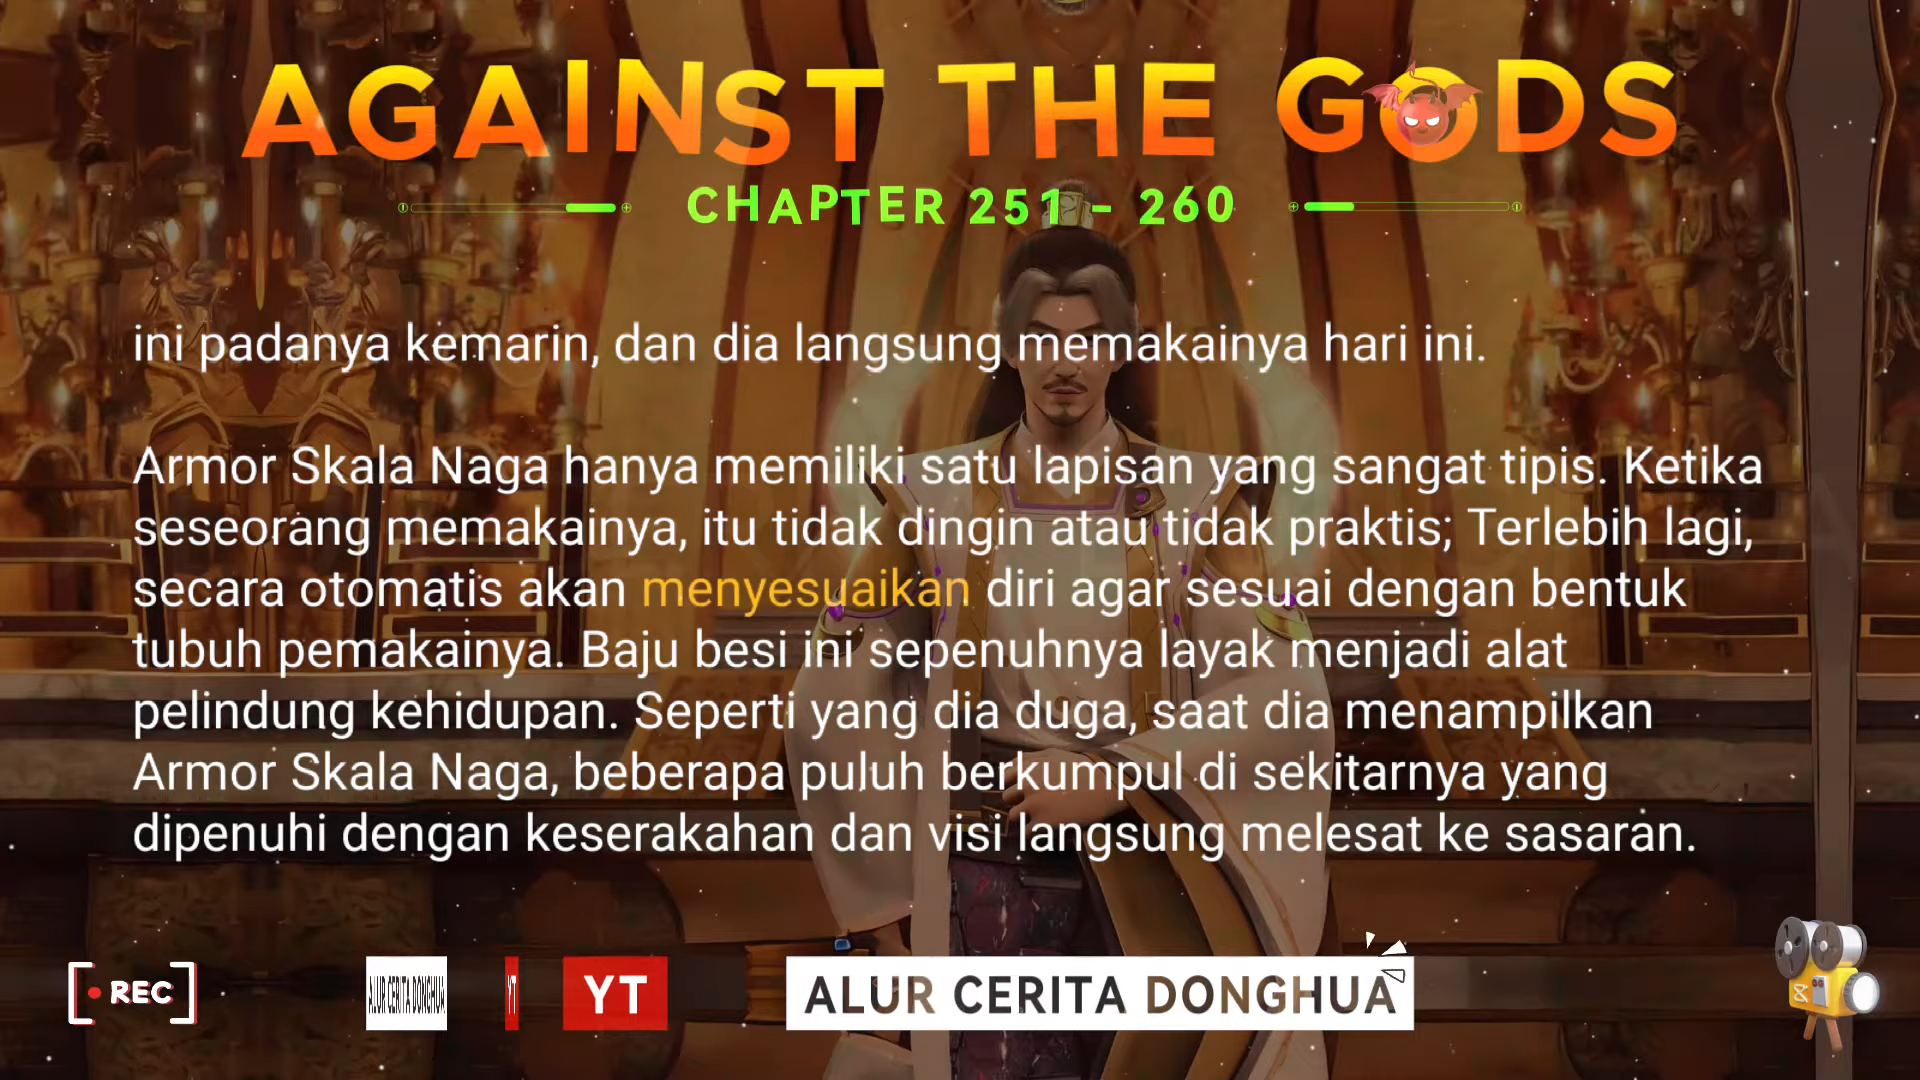 AGAINST THE GODS
CHAPTER 251 - 260
ini padanya kemarin, dan dia langsung memakainya hari ini.
Armor Skala Naga hanya memiliki satu lapisan yang sangat tipis. Ketika
seseorang memakainya, itu tidak dingin atau tidak praktis; Terlebih lagi,
secara otomatis akan menyesuaikan diri agar sesuai dengan bentuk
tubuh pemakainya. Baju besi ini sepenuhnya layak menjadi alat
pelindung kehidupan. Seperti yang dia duga, saat dia menampilkan
Armor Skala Naga, beberapa puluh berkumpul di sekitarnya yang
dipenuhi dengan keserakahan dan visi langsung melesat ke sasaran.
REC
ALUR CERITA DONGHUA
YT
YT
ALUR CERITA DONGHUA